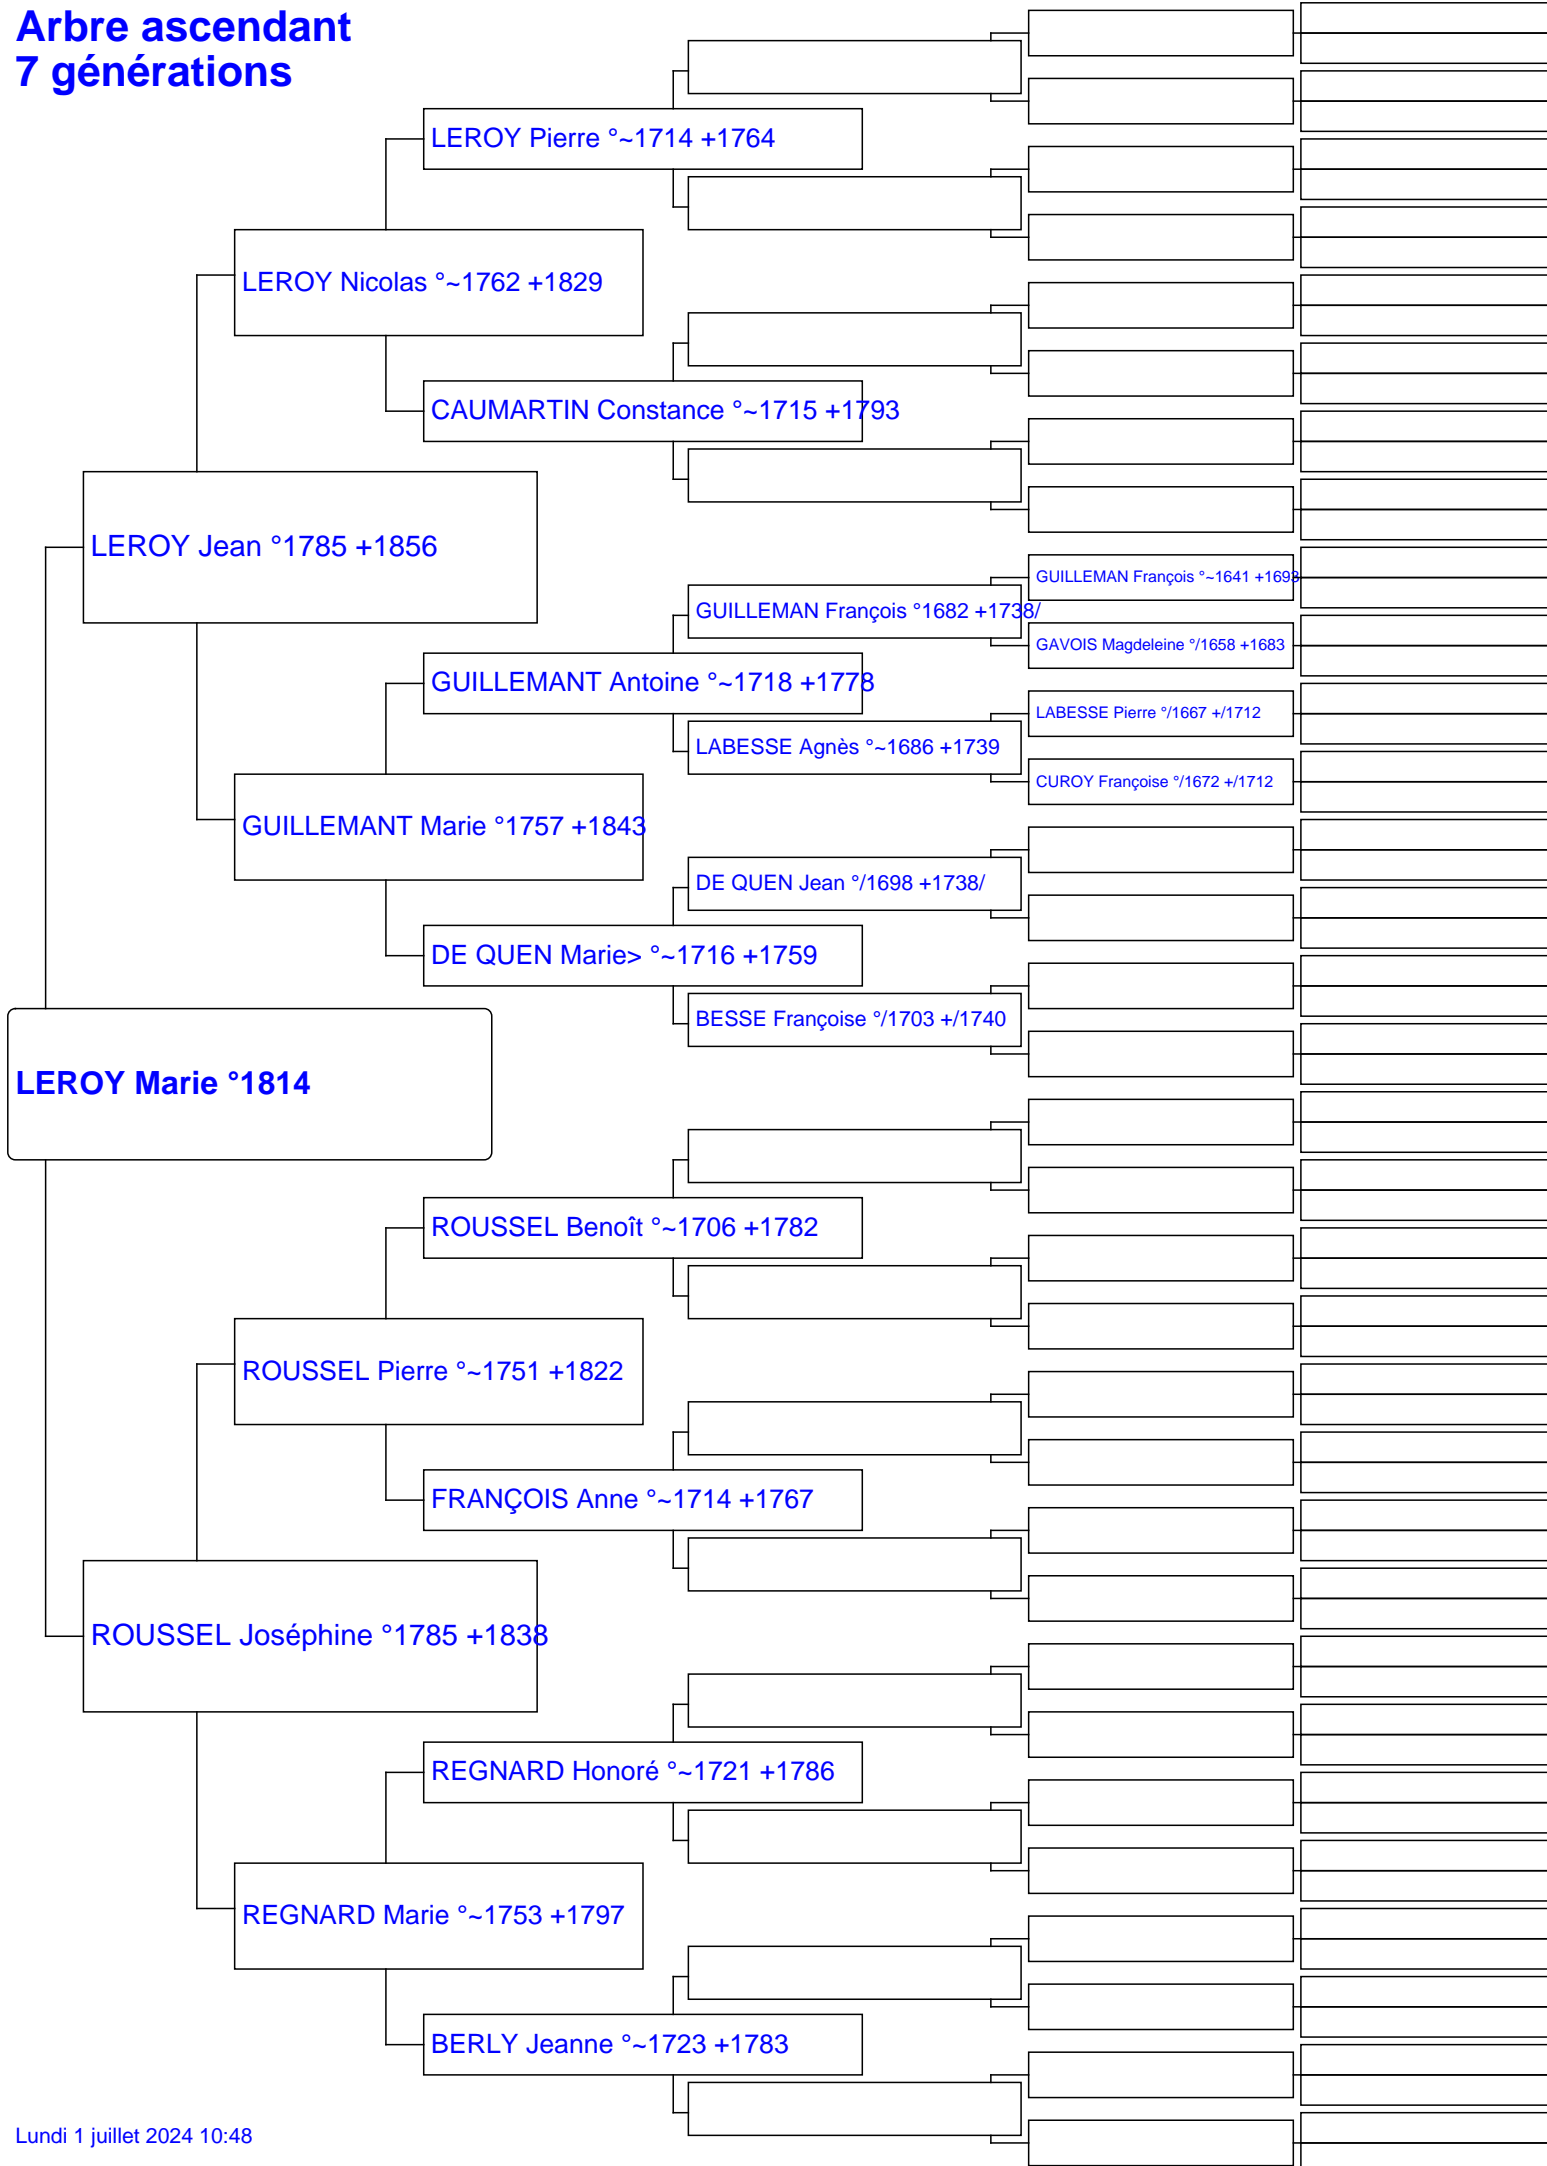 Arbre ascendant
7 générations
LEROY Pierre °~1714 +1764
LEROY Nicolas °~1762 +1829
CAUMARTIN Constance °~1715 +1793
LEROY Jean °1785 +1856
GUILLEMAN François °~1641 +1693
GUILLEMAN François °1682 +1738/
GAVOIS Magdeleine °/1658 +1683
GUILLEMANT Antoine °~1718 +1778
LABESSE Pierre °/1667 +/1712
LABESSE Agnès °~1686 +1739
CUROY Françoise °/1672 +/1712
GUILLEMANT Marie °1757 +1843
DE QUEN Jean °/1698 +1738/
DE QUEN Marie> °~1716 +1759
BESSE Françoise °/1703 +/1740
LEROY Marie °1814
ROUSSEL Benoît °~1706 +1782
ROUSSEL Pierre °~1751 +1822
FRANÇOIS Anne °~1714 +1767
ROUSSEL Joséphine °1785 +1838
REGNARD Honoré °~1721 +1786
REGNARD Marie °~1753 +1797
BERLY Jeanne °~1723 +1783
Lundi 1 juillet 2024 10:48